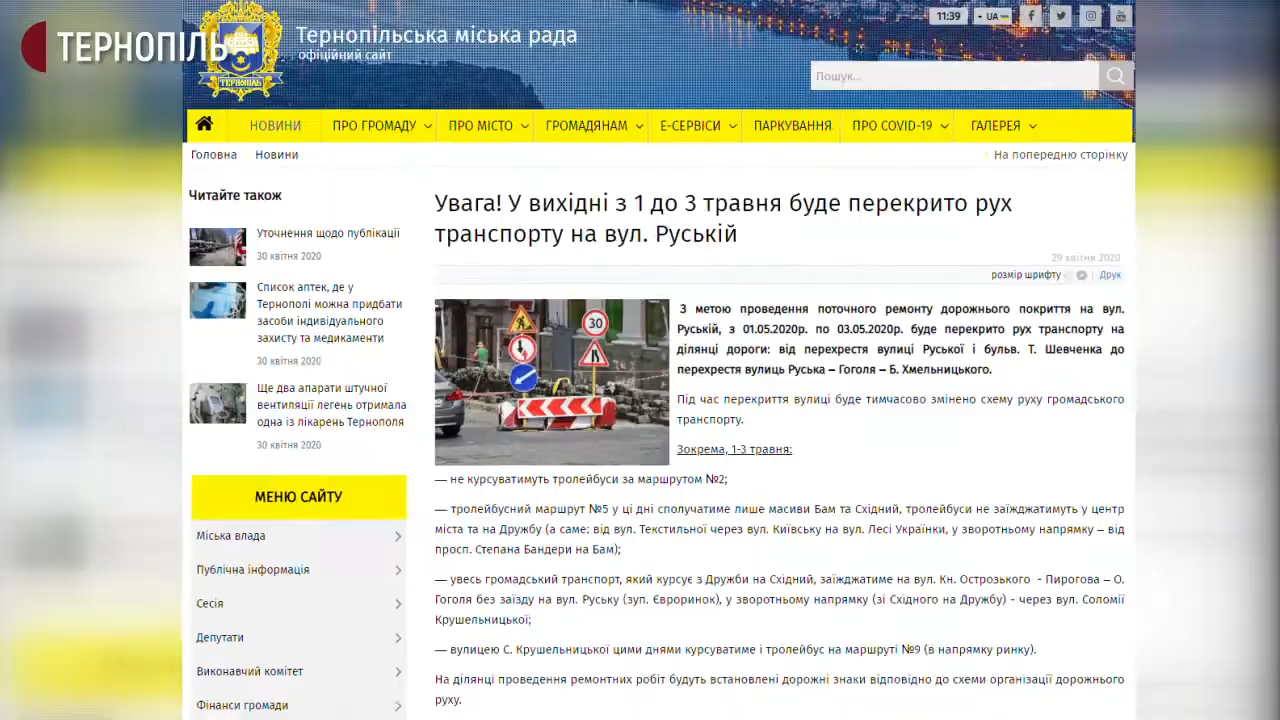 ТЕРНОПІЛЬ
ТЕРНОПІЛЬ
Тернопільська міська рада
офіційний сайт
11:39
UA
Пошук...
НОВИНИ
ПРО ГРОМАДУ
ПРО МІСТО
ГРОМАДЯНАМ
Е-СЕРВІСИ
ПАРКУВАННЯ
ПРО COVID-19
ГАЛЕРЕЯ
Головна
Новини
На попередню сторінку
Читайте також
Уточнення щодо публікації
30 квітня 2020
Список аптек, де у
Тернополі можна придбати
засоби індивідуального
захисту та медикаменти
30 квітня 2020
Ще два апарати штучної
вентиляції легень отримала
одна із лікарень Тернополя
30 квітня 2020
МЕНЮ САЙТУ
Міська влада
Публічна інформація
Сесія
Депутати
Виконавчий комітет
Фінанси громади
Увага! У вихідні з 1 до 3 травня буде перекрито рух
транспорту на вул. Руській
29 квітня 2020
розмір шрифту
| Друк
30
З метою проведення поточного ремонту дорожнього покриття на вул.
Руській, з 01.05.2020р. по 03.05.2020р. буде перекрито рух транспорту на
ділянці дороги: від перехрестя вулиці Руської і бульв. Т. Шевченка до
перехрестя вулиць Руська – Гоголя – Б. Хмельницького.
Під час перекриття вулиці буде тимчасово змінено схему руху громадського
транспорту.
Зокрема, 1-3 травня:
— не курсуватимуть тролейбуси за маршрутом №2;
— тролейбусний маршрут №5 у ці дні сполучатиме лише масиви Бам та Східний, тролейбуси не заїжджатимуть у центр
міста та на Дружбу (а саме: від вул. Текстильної через вул. Київську на вул. Лесі Українки, у зворотньому напрямку – від
просп. Степана Бандери на Бам);
— увесь громадський транспорт, який курсує з Дружби на Східний, заїжджатиме на вул. Кн. Острозького - Пирогова – О.
Гоголя без заїзду на вул. Руську (зуп. Євроринок), у зворотньому напрямку (зі Східного на Дружбу) - через вул. Соломії
Крушельницької;
— вулицею С. Крушельницької цими днями курсуватиме і тролейбус на маршруті №9 (в напрямку ринку).
На ділянці проведення ремонтних робіт будуть встановлені дорожні знаки відповідно до схеми організації дорожнього
руху.